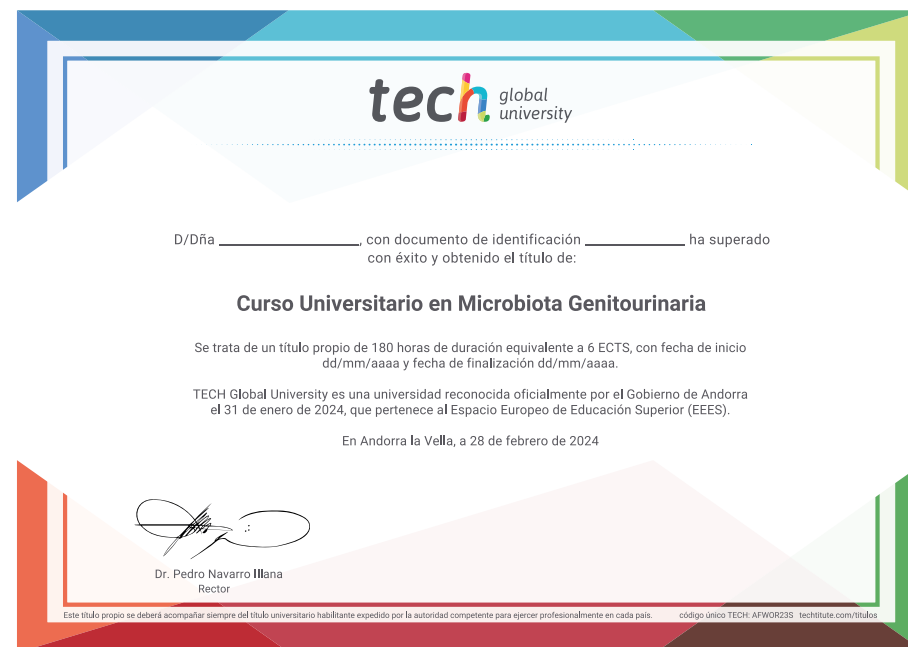 tech global university
D/Dña ____________________, con documento de identificación ______________ ha superado
con éxito y obtenido el título de:
Curso Universitario en Microbiota Genitourinaria
Se trata de un título propio de 180 horas de duración equivalente a 6 ECTS, con fecha de inicio
dd/mm/aaaa y fecha de finalización dd/mm/aaaa.
TECH Global University es una universidad reconocida oficialmente por el Gobierno de Andorra
el 31 de enero de 2024, que pertenece al Espacio Europeo de Educación Superior (EEES).
En Andorra la Vella, a 28 de febrero de 2024
Dr. Pedro Navarro Illana
Rector
Este título propio se deberá acompañar siempre del título universitario habilitante expedido por la autoridad competente para ejercer profesionalmente en cada país. código único TECH: AFWOR23S techtitute.com/titulos